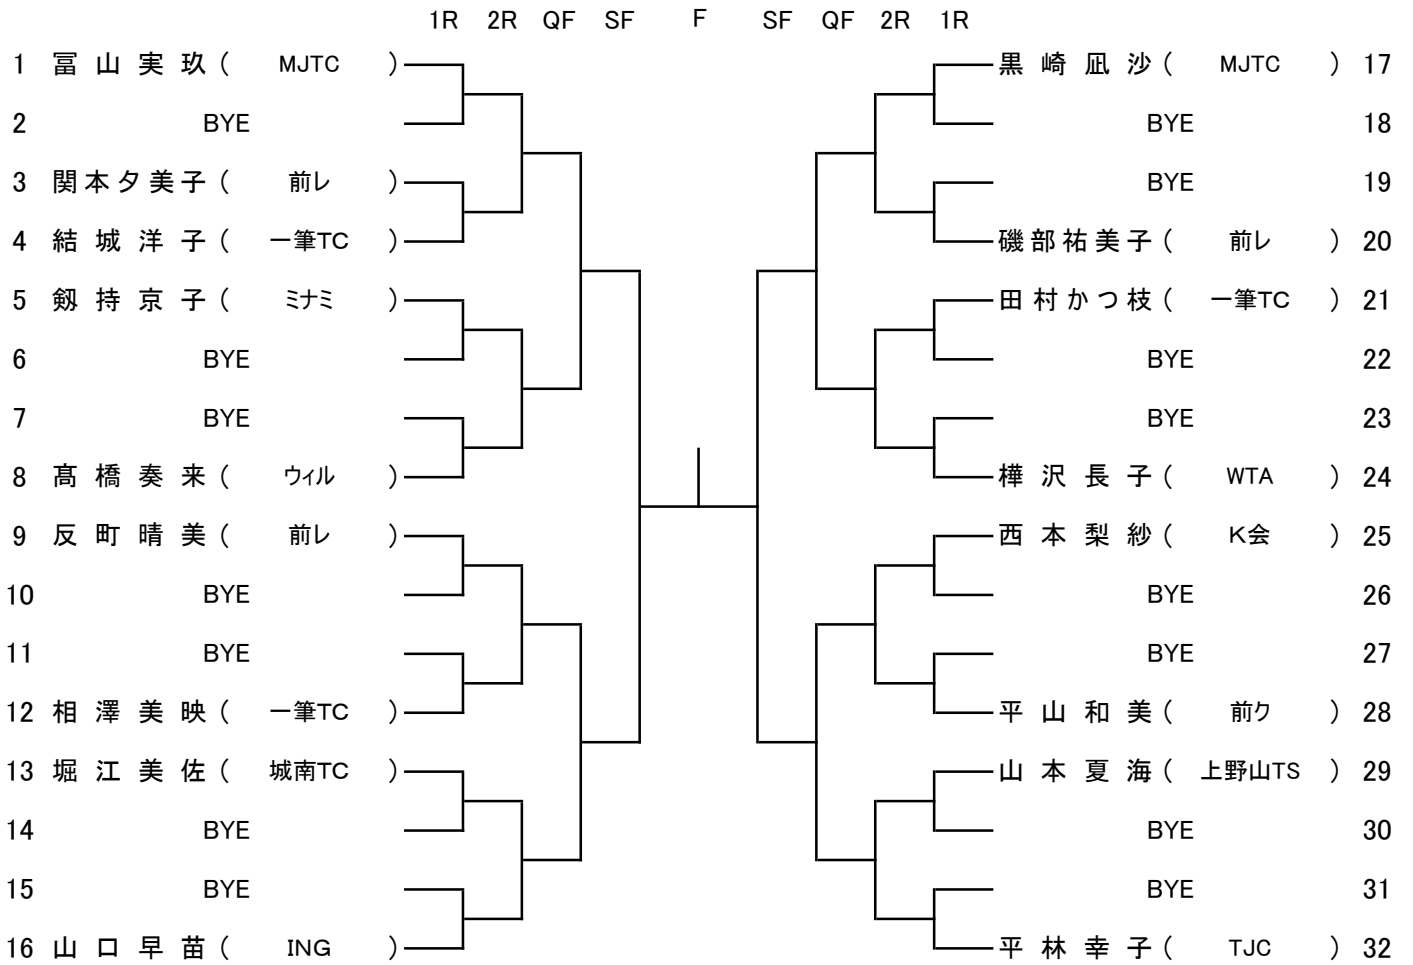 1R 2R QF SF F SF QF 2R 1R
1 冨山実玖 ( MJTC ) 黒崎凪沙 ( MJTC ) 17
2 BYE BYE 18
3 関本夕美子 ( 前レ ) BYE 19
4 結城洋子 ( 一筆TC ) 磯部祐美子 ( 前レ ) 20
5 剱持京子 ( ミナミ ) 田村かつ枝 ( 一筆TC ) 21
6 BYE BYE 22
7 BYE BYE 23
8 髙橋奏来 ( ウィル ) 樺沢長子 ( WTA ) 24
9 反町晴美 ( 前レ ) 西本梨紗 ( K会 ) 25
10 BYE BYE 26
11 BYE BYE 27
12 相澤美映 ( 一筆TC ) 平山和美 ( 前ク ) 28
13 堀江美佐 ( 城南TC ) 山本夏海 ( 上野山TS ) 29
14 BYE BYE 30
15 BYE BYE 31
16 山口早苗 ( ING ) 平林幸子 ( TJC ) 32